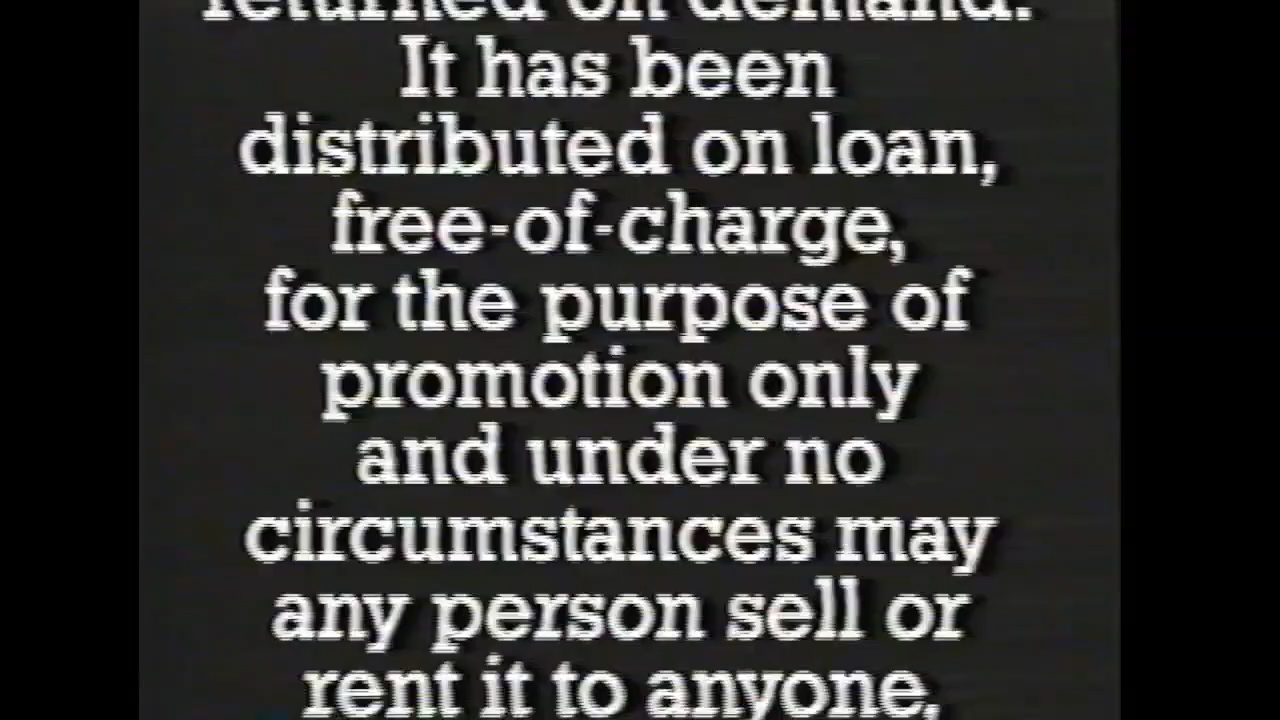 returned on demand.
It has been
distributed on loan,
free-of-charge,
for the purpose of
promotion only
and under no
circumstances may
any person sell or
rent it to anyone,